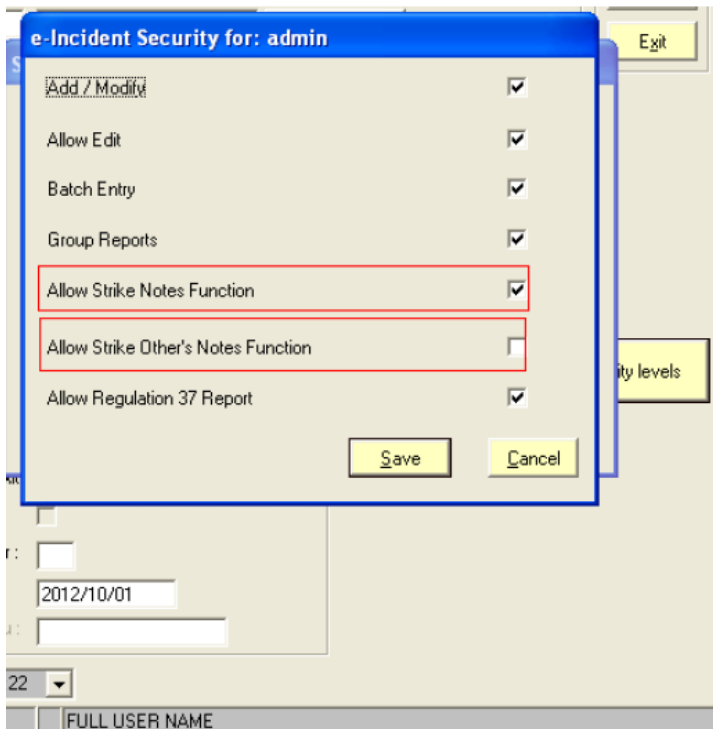 e-Incident Security for: admin
Exit
Add / Modify
Allow Edit
Batch Entry
Group Reports
Allow Strike Notes Function
Allow Strike Other's Notes Function
ity levels
Allow Regulation 37 Report
Save
Cancel
r :
2012/10/01
22
FULL USER NAME